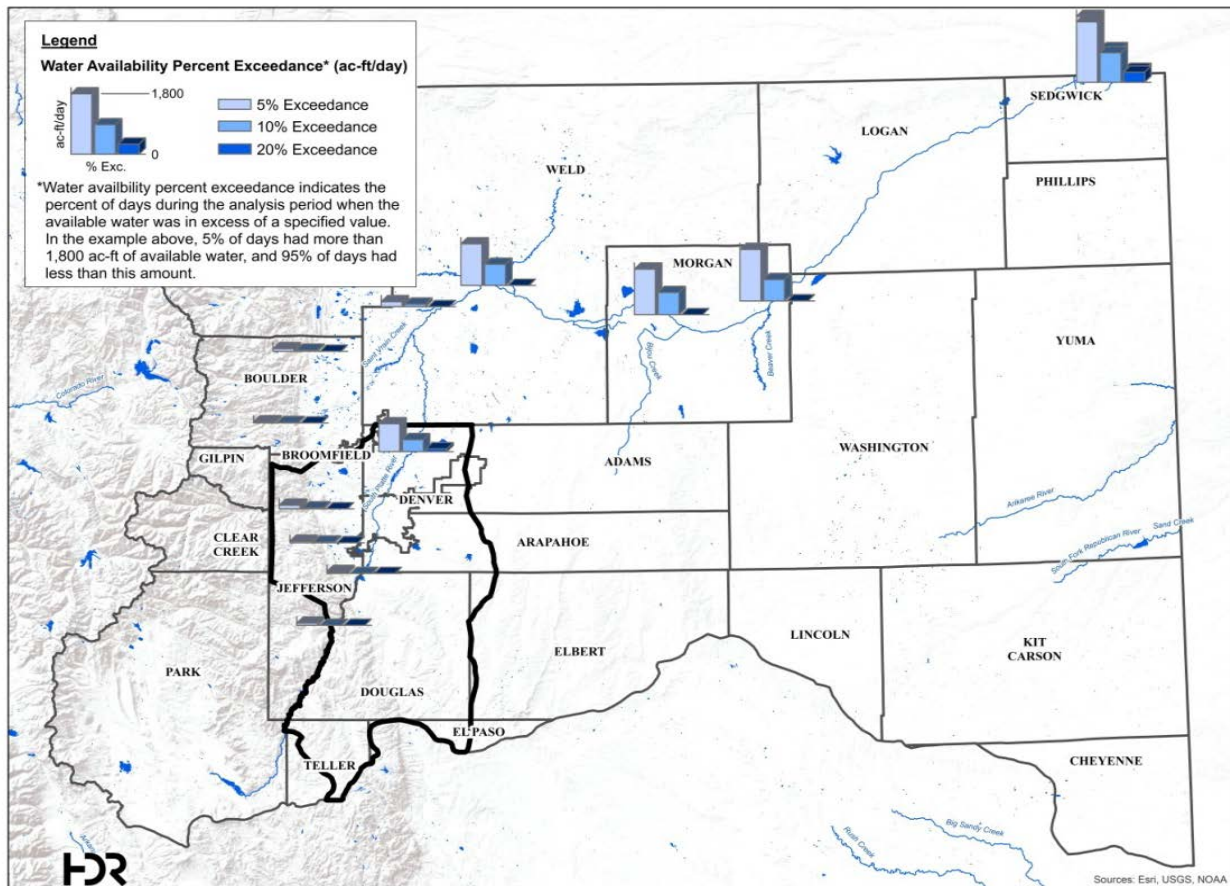 Legend
Water Availability Percent Exceedance* (ac-ft/day)
1,800
ac-ft/day
0
% Exc.
5% Exceedance
10% Exceedance
20% Exceedance
*Water availbility percent exceedance indicates the
percent of days during the analysis period when the
available water was in excess of a specified value.
In the example above, 5% of days had more than
1,800 ac-ft of available water, and 95% of days had
less than this amount.
SEDGWICK
LOGAN
WELD
PHILLIPS
MORGAN
YUMA
Saint Vrain Creek
Bijou Creek
Beaver Creek
Colorado River
BOULDER
WASHINGTON
GILPIN
BROOMFIELD
ADAMS
South Platte River
DENVER
Arikaree River
CLEAR
CREEK
ARAPAHOE
South Fork Republican River
Sand Creek
JEFFERSON
LINCOLN
KIT
CARSON
ELBERT
PARK
DOUGLAS
EL PASO
TELLER
CHEYENNE
Big Sandy Creek
Rush Creek
HDR
Sources: Esri, USGS, NOAA